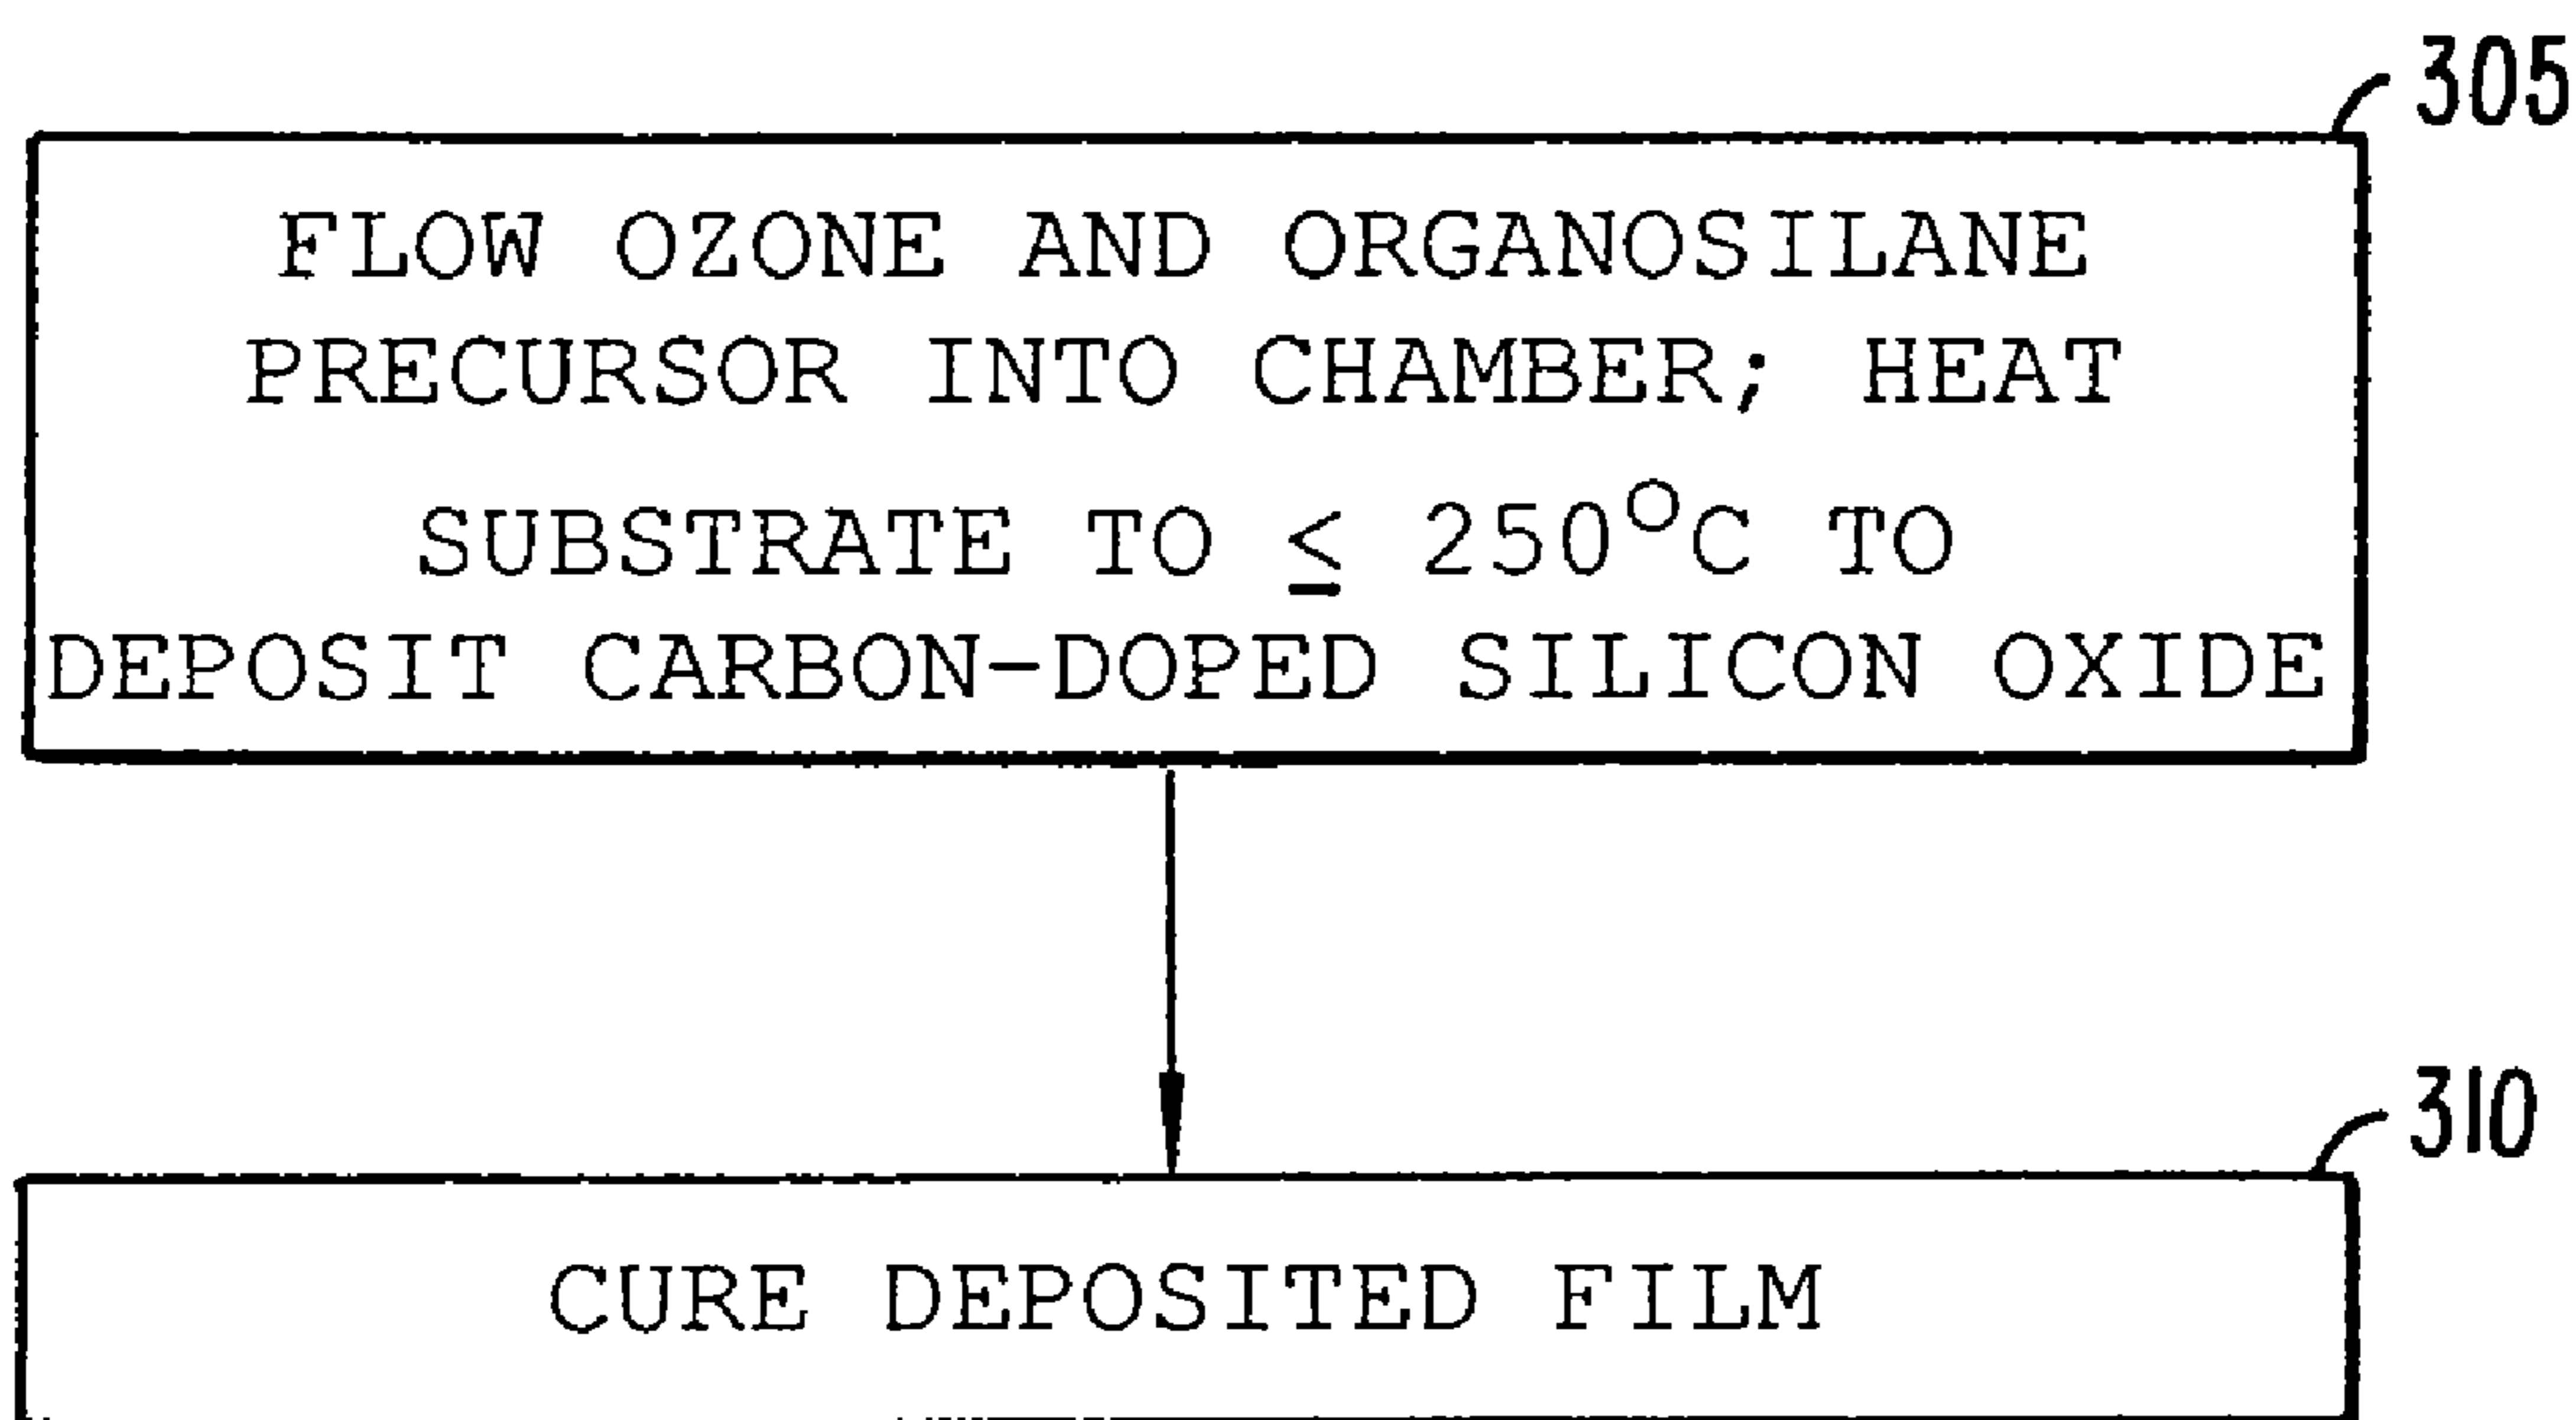 305
FLOW OZONE AND ORGANOSILANE
PRECURSOR INTO CHAMBER; HEAT
SUBSTRATE TO ≤ 250°C TO
DEPOSIT CARBON-DOPED SILICON OXIDE
310
CURE DEPOSITED FILM